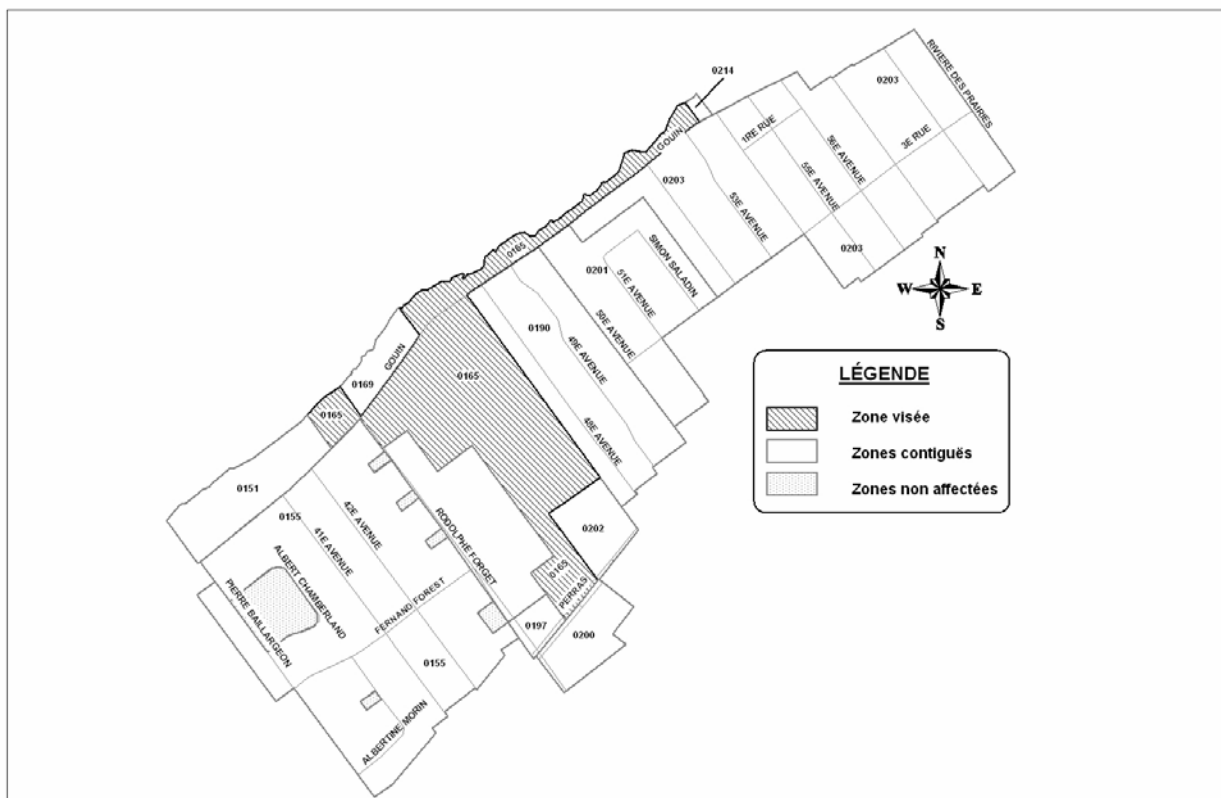 0214
0203
RIVIERE DES PRAIRIES
GOUIN
1RE RUE
56E AVENUE
3E RUE
0203
55E AVENUE
53E AVENUE
0203
0185
SIMON SALADIN
0201
51E AVENUE
50E AVENUE
N
W
E
S
0190
49E AVENUE
48E AVENUE
GOUIN
0165
0169
0165
LÉGENDE
Zone visée
Zones contiguës
Zones non affectées
0151
0155
42E AVENUE
41E AVENUE
RODOLPHE FORGET
0202
ALBERT CHAMBERLAND
PIERRE BAILLARGEON
FERNAND FOREST
0165
PERRAS
0197
0200
0155
ALBERTINE MORIN